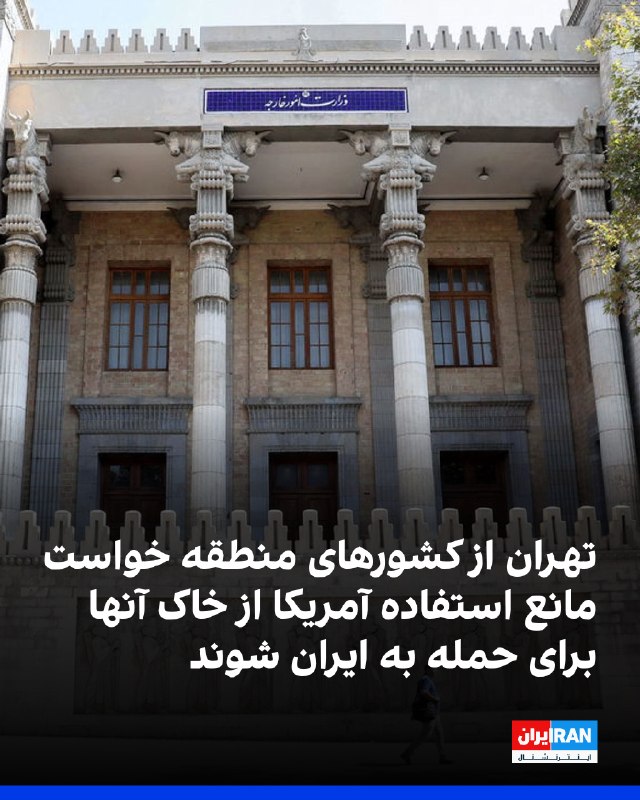 وزارت امور خارجه
تهران از کشورهای منطقه خواست
مانع استفاده آمریکا از خاک آنها
برای حمله به ایران شوند
ایران IRAN
اینترنشنال